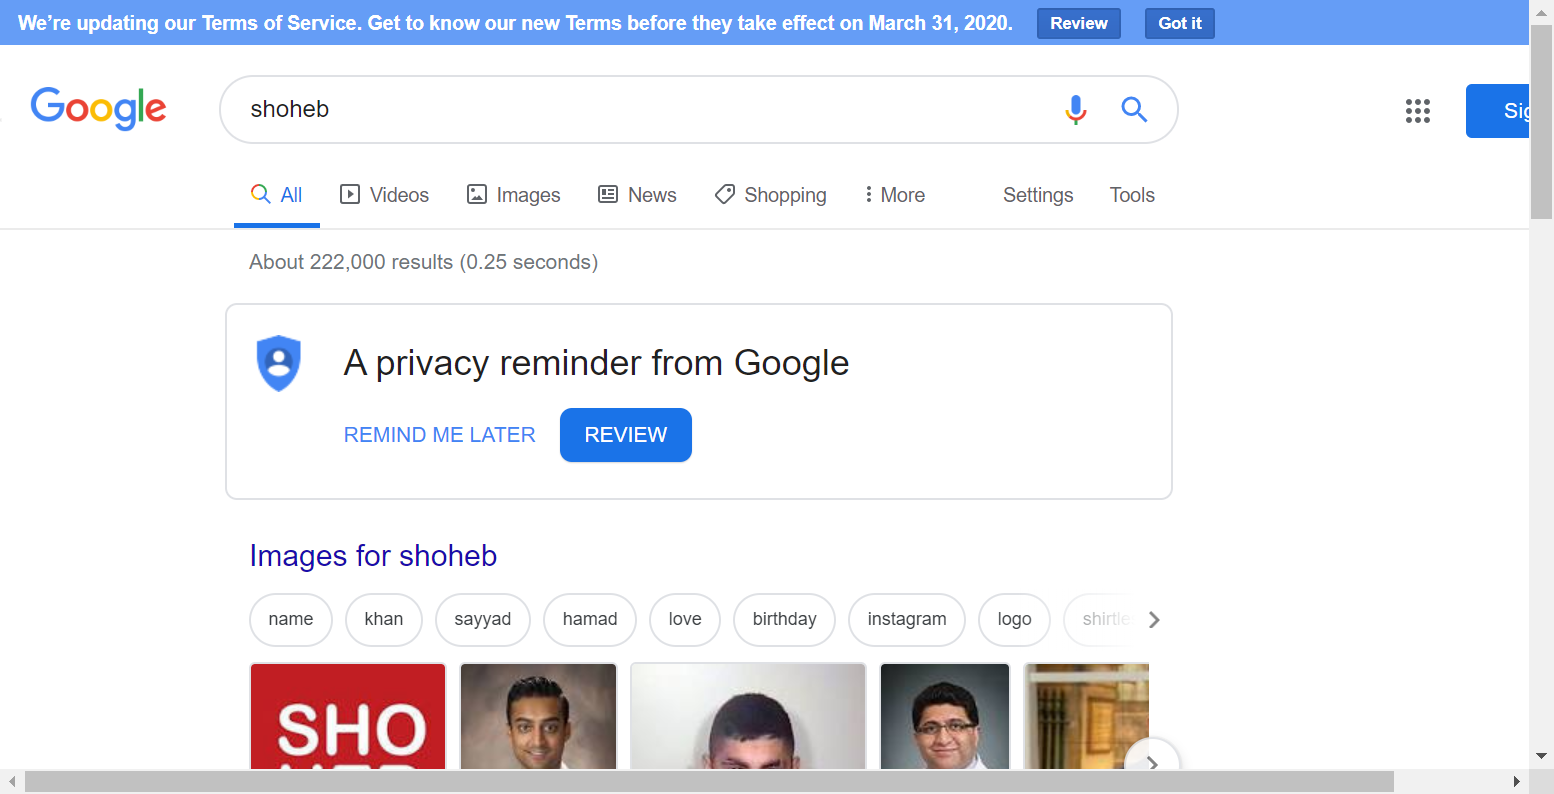 We’re updating our Terms of Service. Get to know our new Terms before they take effect on March 31, 2020. Review Got it
Google shoheb
All Videos Images News Shopping More Settings Tools
About 222,000 results (0.25 seconds)
A privacy reminder from Google
REMIND ME LATER REVIEW
Images for shoheb
name khan sayyad hamad love birthday instagram logo
SHO